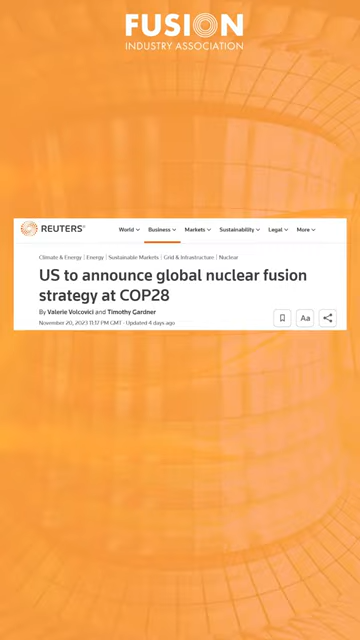 FUSION
INDUSTRY ASSOCIATION
REUTERS®
World Business Markets Sustainability Legal More
Climate & Energy | Energy | Sustainable Markets | Grid & Infrastructure | Nuclear
US to announce global nuclear fusion
strategy at COP28
By Valerie Volcovici and Timothy Gardner
November 20, 2023 11:17 PM GMT · Updated 4 days ago
Aa